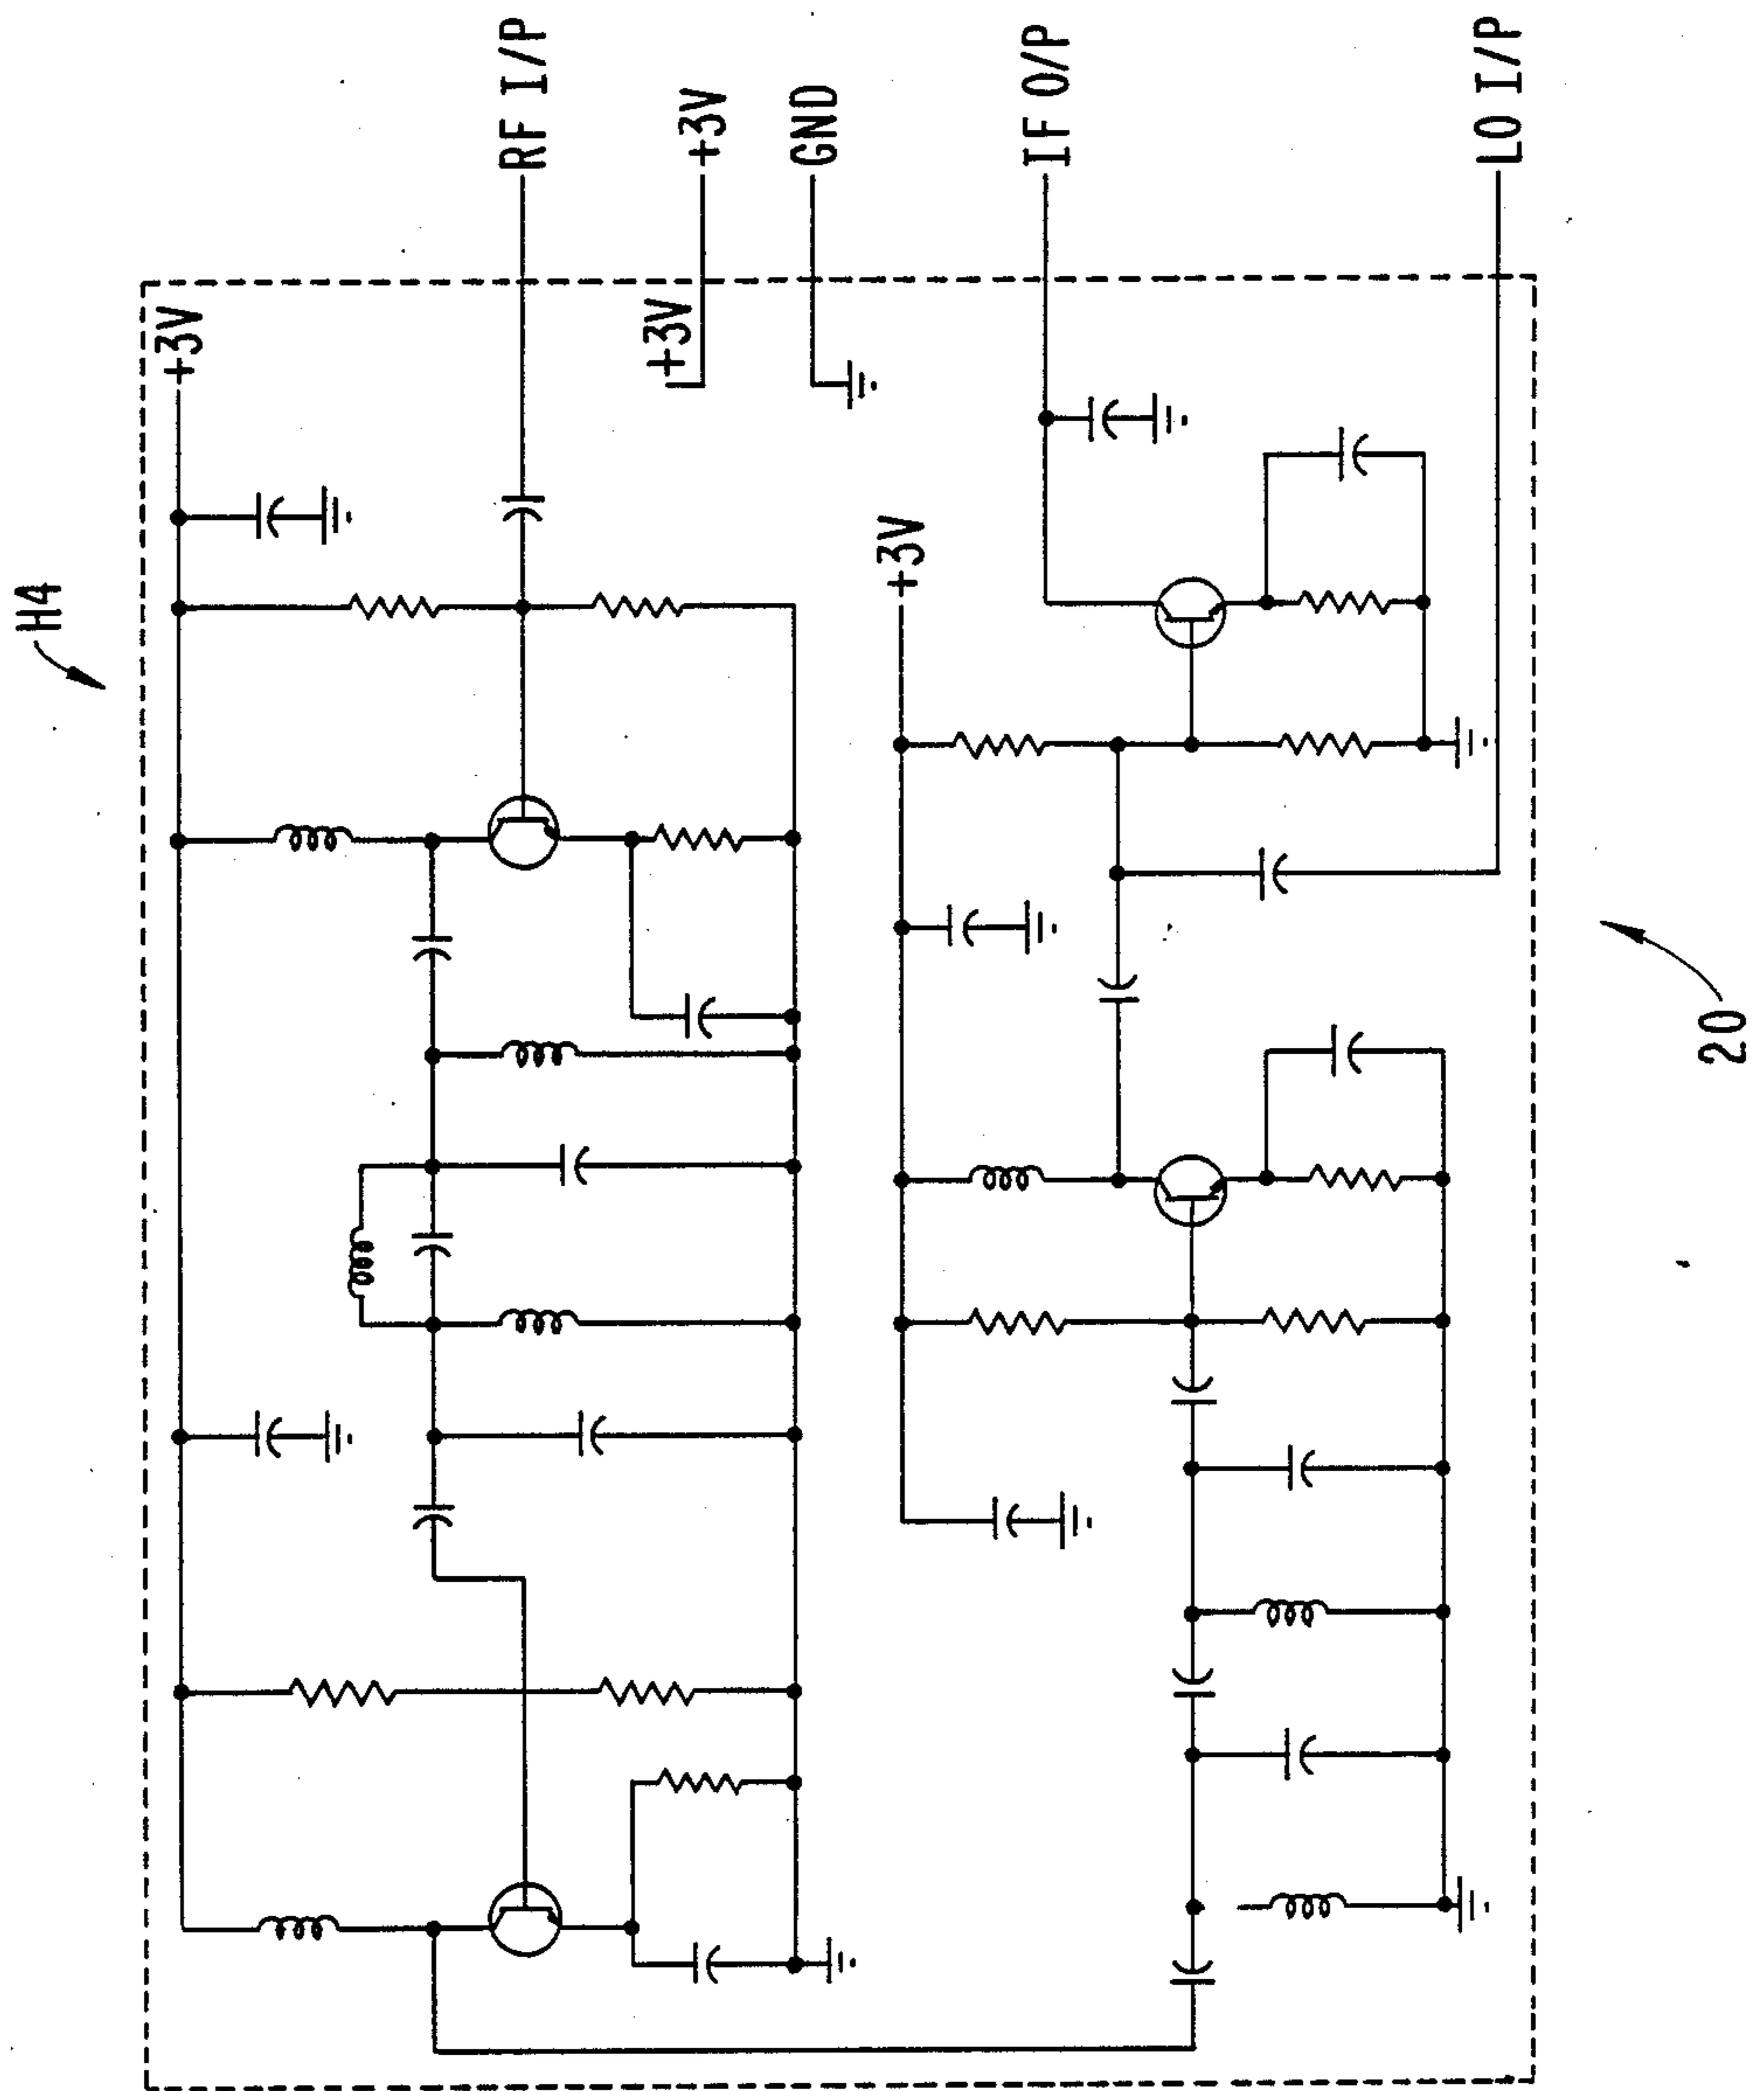 H4
+3V
RF I/P
+3V
+3V
GND
+3V
IF O/P
LO I/P
20